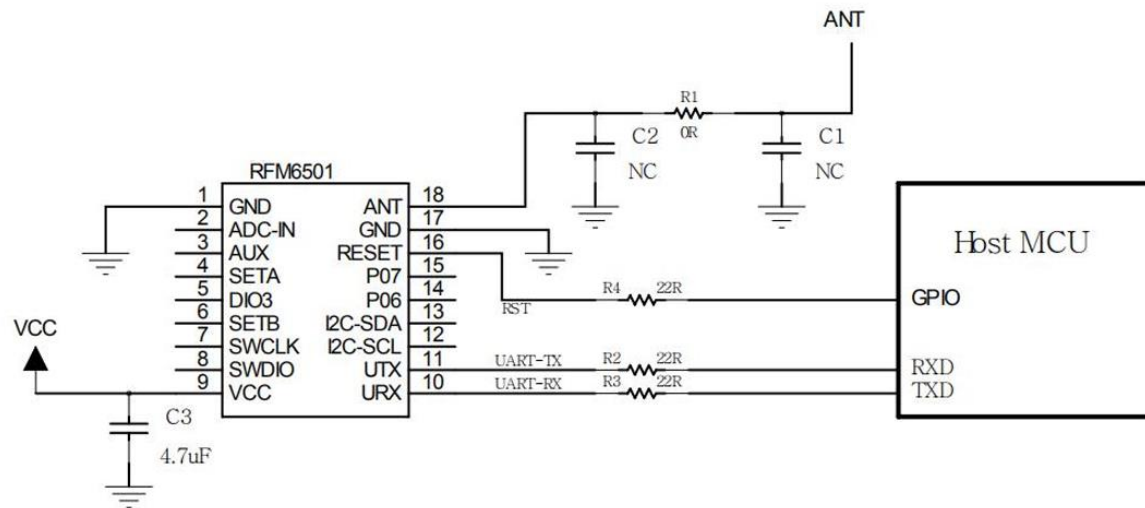 ANT
R1
0R
C2
NC
C1
NC
RFM6501
1 GND ANT 18
2 ADC-IN GND 17
3 AUX RESET 16
4 SETA P07 15
5 DIO3 P06 14
6 SETB I2C-SDA 13
7 SWCLK I2C-SCL 12
8 SWDIO UTX 11
9 VCC URX 10
VCC
C3
4.7uF
RST
R4 22R
UART-TX R2 22R
UART-RX R3 22R
Host MCU
GPIO
RXD
TXD